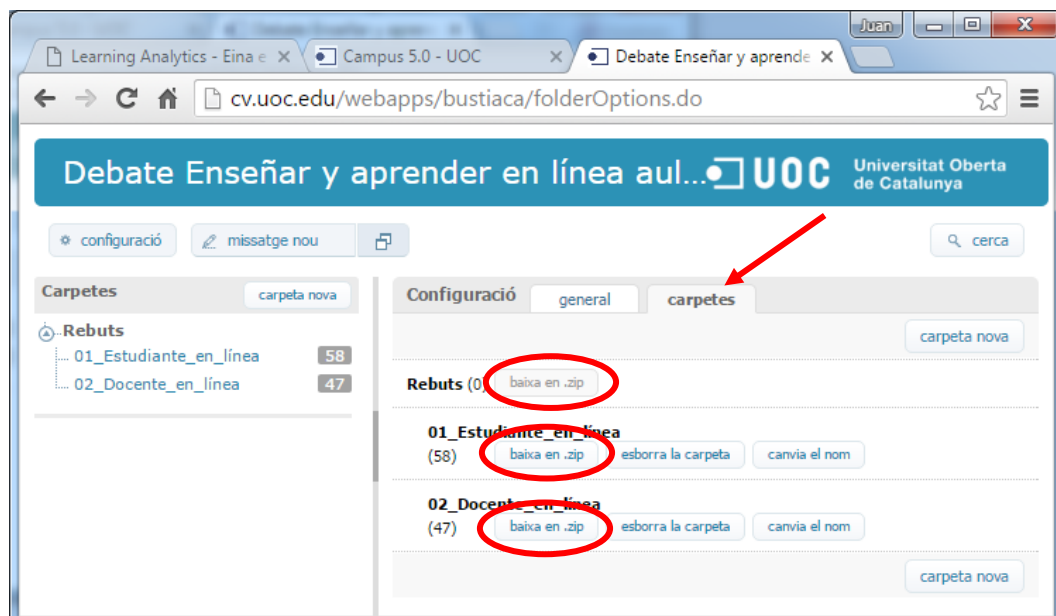 Juan
Learning Analytics - Eina e
Campus 5.0 - UOC
Debate Enseñar y aprende
cv.uoc.edu/webapps/bustiaca/folderOptions.do
Debate Enseñar y aprender en línea aul...
UOC
Universitat Oberta
de Catalunya
configuració
missatge nou
cerca
Carpetes
carpeta nova
Rebuts
01_Estudiante_en_línea 58
02_Docente_en_línea 47
Configuració
general
carpetes
carpeta nova
Rebuts (0) baixa en .zip
01_Estudiante_en_línea
(58) baixa en .zip esborra la carpeta canvia el nom
02_Docente_en_línea
(47) baixa en .zip esborra la carpeta canvia el nom
carpeta nova